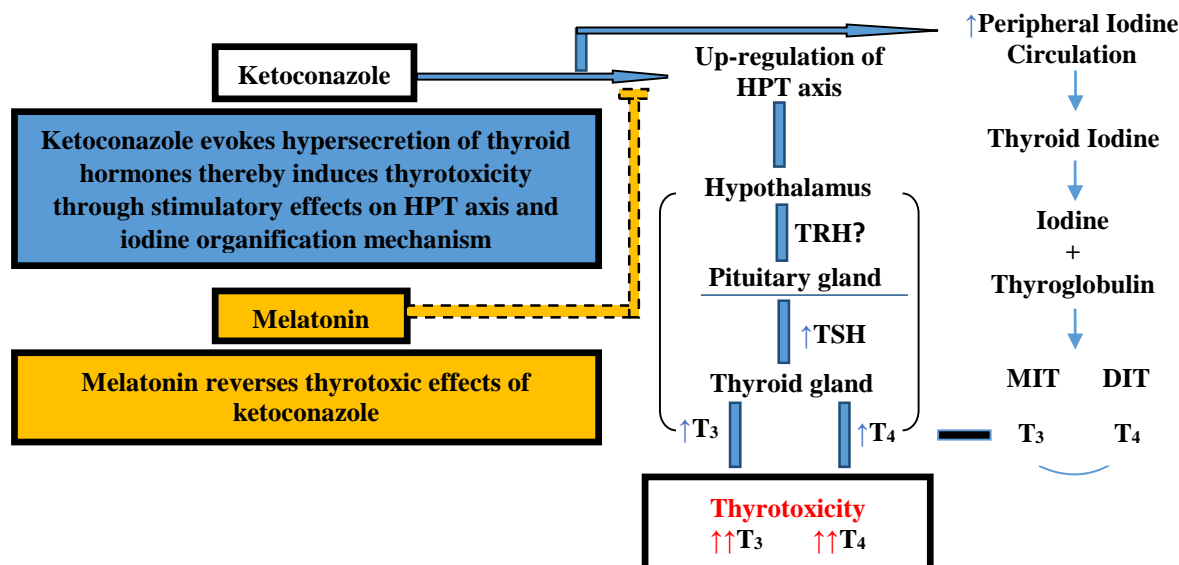 Ketoconazole
Ketoconazole evokes hypersecretion of thyroid
hormones thereby induces thyrotoxicity
through stimulatory effects on HPT axis and
iodine organification mechanism
Melatonin
Melatonin reverses thyrotoxic effects of
ketoconazole
Up-regulation of
HPT axis
Hypothalamus
TRH?
Pituitary gland
↑TSH
Thyroid gland
↑T₃ ↑T₄
Thyrotoxicity
↑↑T₃ ↑↑T₄
↑Peripheral Iodine
Circulation
Thyroid Iodine
Iodine
+
Thyroglobulin
MIT DIT
T₃ T₄